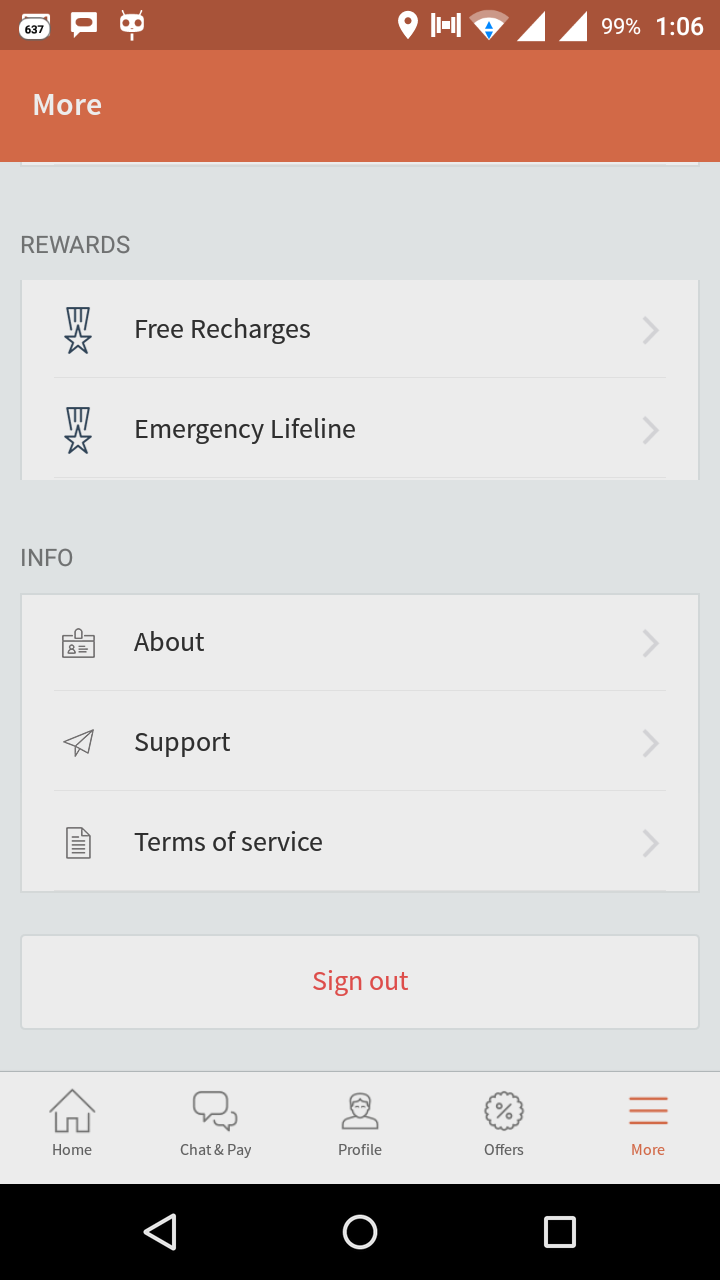 637
99%
1:06
More
REWARDS
Free Recharges
Emergency Lifeline
INFO
About
Support
Terms of service
Sign out
Home
Chat & Pay
Profile
Offers
More